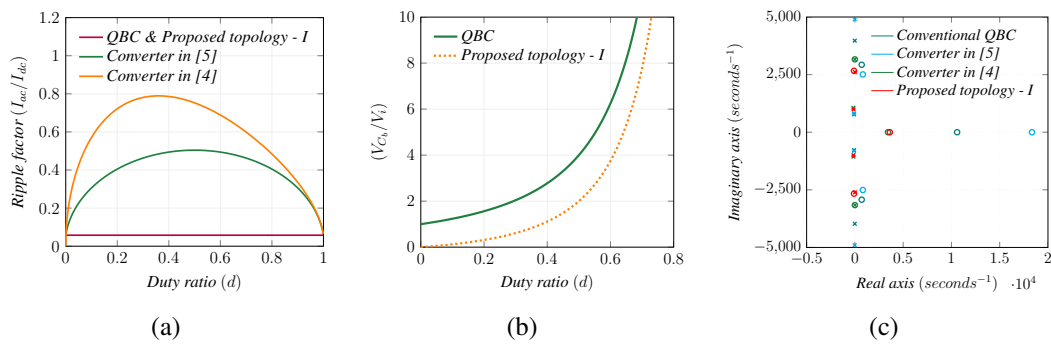 1.2
1
0.8
0.6
0.4
0.2
0
0 0.2 0.4 0.6 0.8 1
Ripple factor (I_ac/I_dc)
Duty ratio (d)
QBC & Proposed topology - I
Converter in [5]
Converter in [4]
(a)
10
8
6
4
2
0
0 0.2 0.4 0.6 0.8
(V_{C_b}/V_i)
Duty ratio (d)
QBC
Proposed topology - I
(b)
5,000
2,500
0
−2,500
−5,000
−0.5 0 0.5 1 1.5 2
·10^4
Imaginary axis (seconds^{−1})
Real axis (seconds^{−1})
Conventional QBC
Converter in [5]
Converter in [4]
Proposed topology - I
(c)